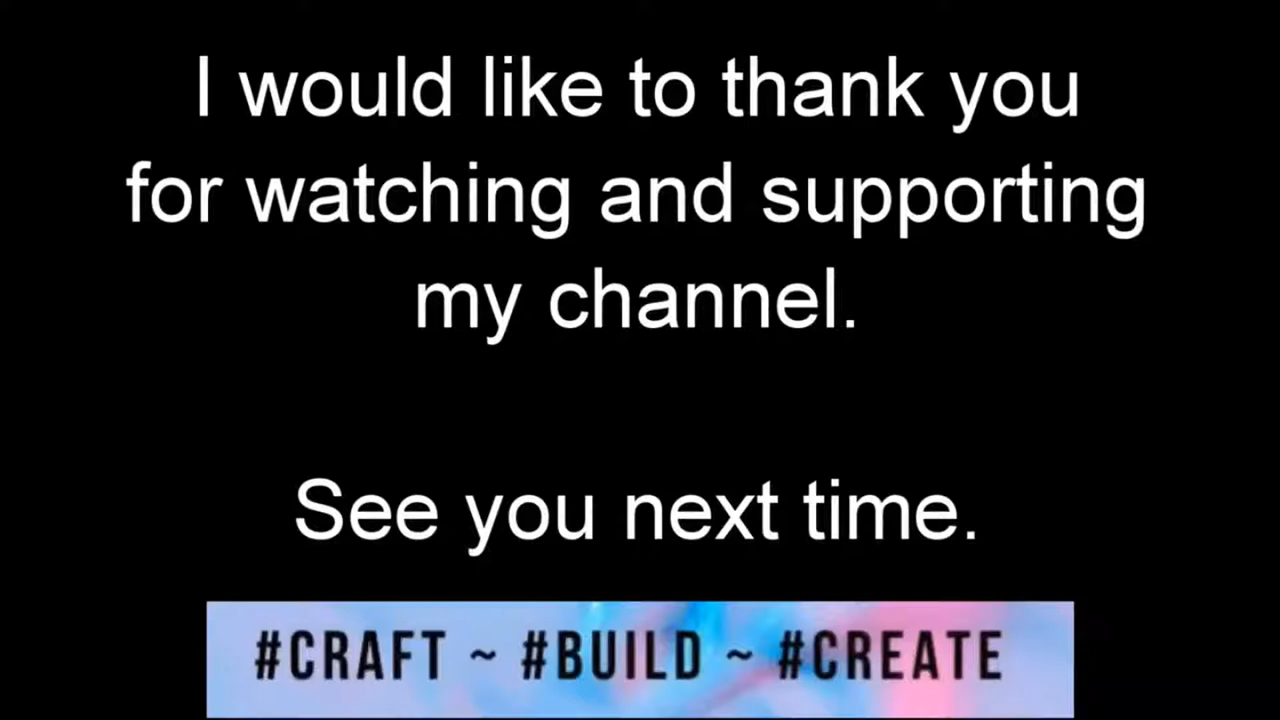 I would like to thank you
for watching and supporting
my channel.
See you next time.
#CRAFT ~ #BUILD ~ #CREATE